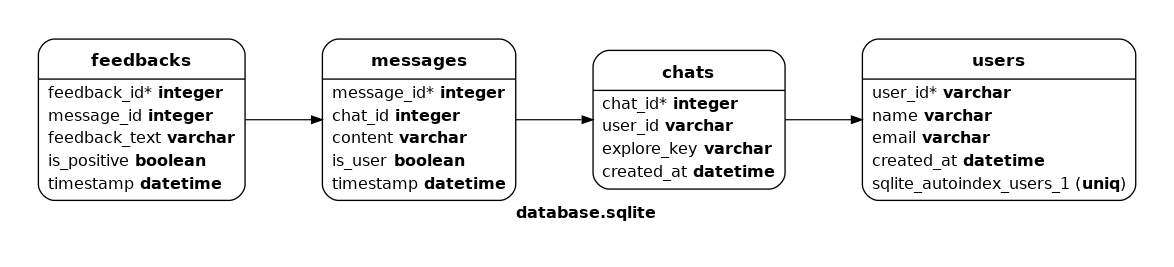 feedbacks
feedback_id* integer
message_id integer
feedback_text varchar
is_positive boolean
timestamp datetime
messages
message_id* integer
chat_id integer
content varchar
is_user boolean
timestamp datetime
chats
chat_id* integer
user_id varchar
explore_key varchar
created_at datetime
users
user_id* varchar
name varchar
email varchar
created_at datetime
sqlite_autoindex_users_1 (uniq)
database.sqlite